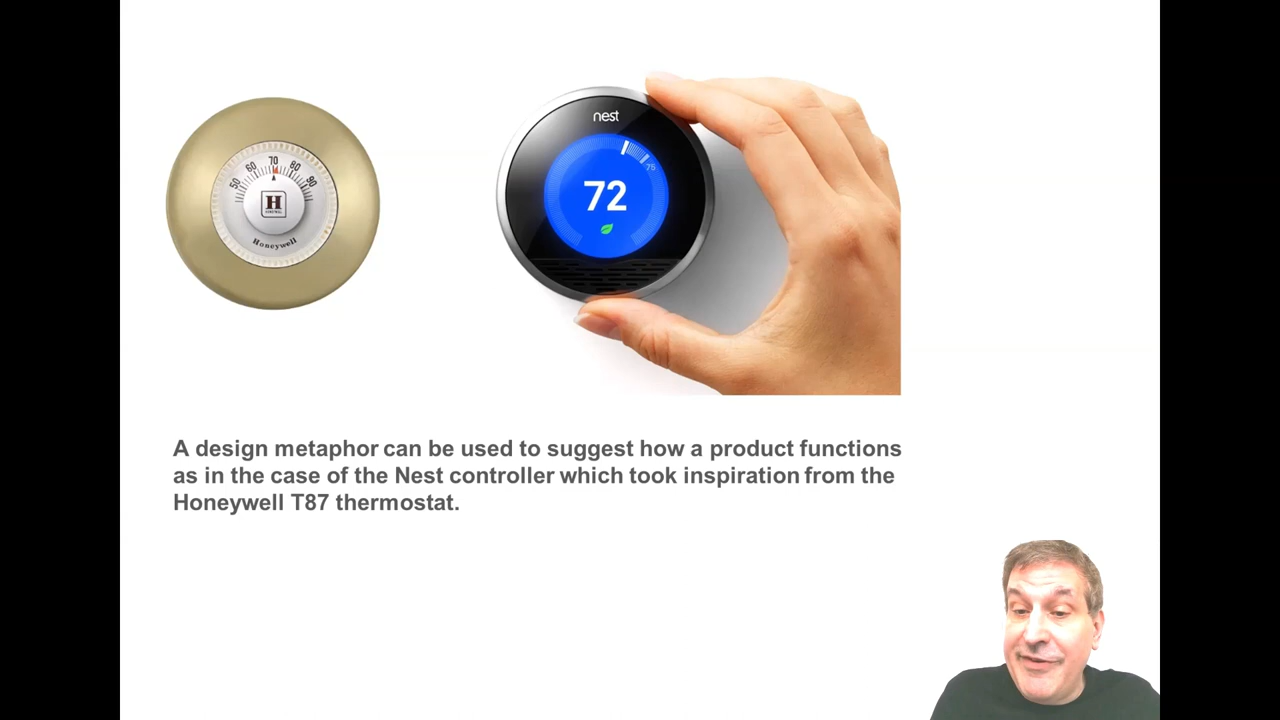 50
60
70
80
90
H
Honeywell
nest
75
72
A design metaphor can be used to suggest how a product functions
as in the case of the Nest controller which took inspiration from the
Honeywell T87 thermostat.